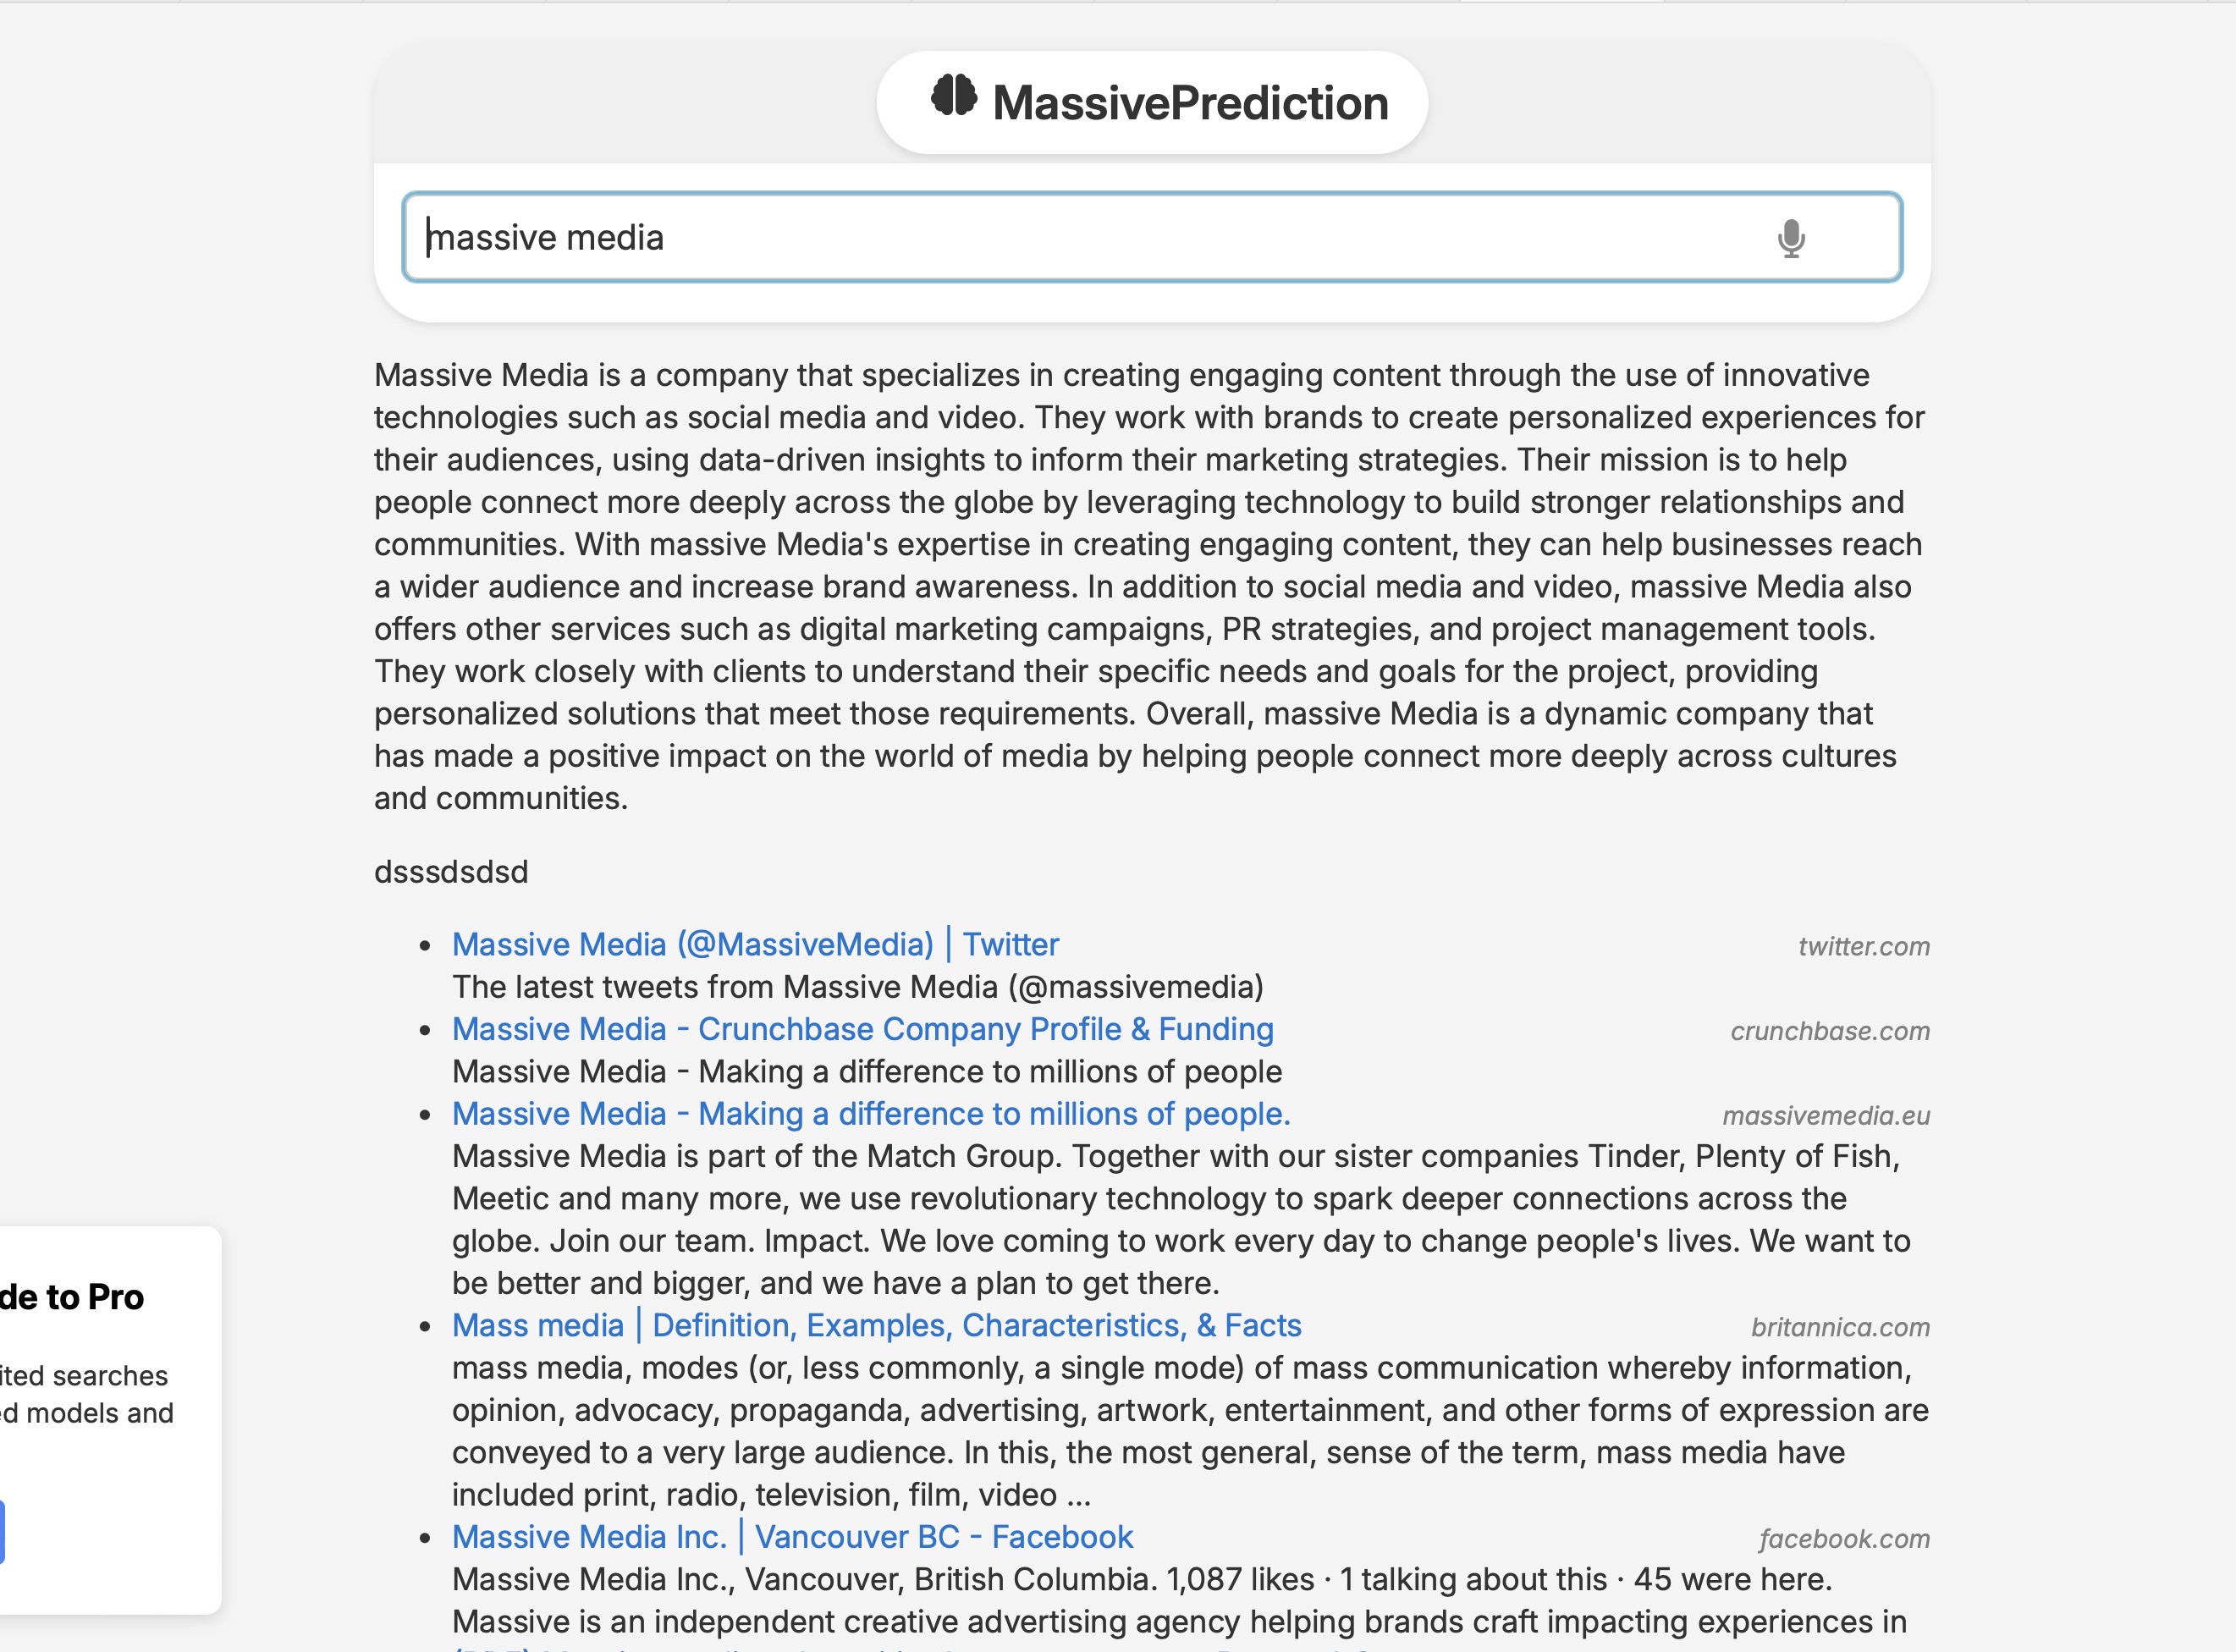 MassivePrediction
massive media
Massive Media is a company that specializes in creating engaging content through the use of innovative
technologies such as social media and video. They work with brands to create personalized experiences for
their audiences, using data-driven insights to inform their marketing strategies. Their mission is to help
people connect more deeply across the globe by leveraging technology to build stronger relationships and
communities. With massive Media's expertise in creating engaging content, they can help businesses reach
a wider audience and increase brand awareness. In addition to social media and video, massive Media also
offers other services such as digital marketing campaigns, PR strategies, and project management tools.
They work closely with clients to understand their specific needs and goals for the project, providing
personalized solutions that meet those requirements. Overall, massive Media is a dynamic company that
has made a positive impact on the world of media by helping people connect more deeply across cultures
and communities.
dsssdsdsd
• Massive Media (@MassiveMedia) | Twitter twitter.com
The latest tweets from Massive Media (@massivemedia)
• Massive Media - Crunchbase Company Profile & Funding crunchbase.com
Massive Media - Making a difference to millions of people
• Massive Media - Making a difference to millions of people. massivemedia.eu
Massive Media is part of the Match Group. Together with our sister companies Tinder, Plenty of Fish,
Meetic and many more, we use revolutionary technology to spark deeper connections across the
globe. Join our team. Impact. We love coming to work every day to change people's lives. We want to
be better and bigger, and we have a plan to get there.
• Mass media | Definition, Examples, Characteristics, & Facts britannica.com
mass media, modes (or, less commonly, a single mode) of mass communication whereby information,
opinion, advocacy, propaganda, advertising, artwork, entertainment, and other forms of expression are
conveyed to a very large audience. In this, the most general, sense of the term, mass media have
included print, radio, television, film, video ...
• Massive Media Inc. | Vancouver BC - Facebook facebook.com
Massive Media Inc., Vancouver, British Columbia. 1,087 likes · 1 talking about this · 45 were here.
Massive is an independent creative advertising agency helping brands craft impacting experiences in
de to Pro
ited searches
ed models and